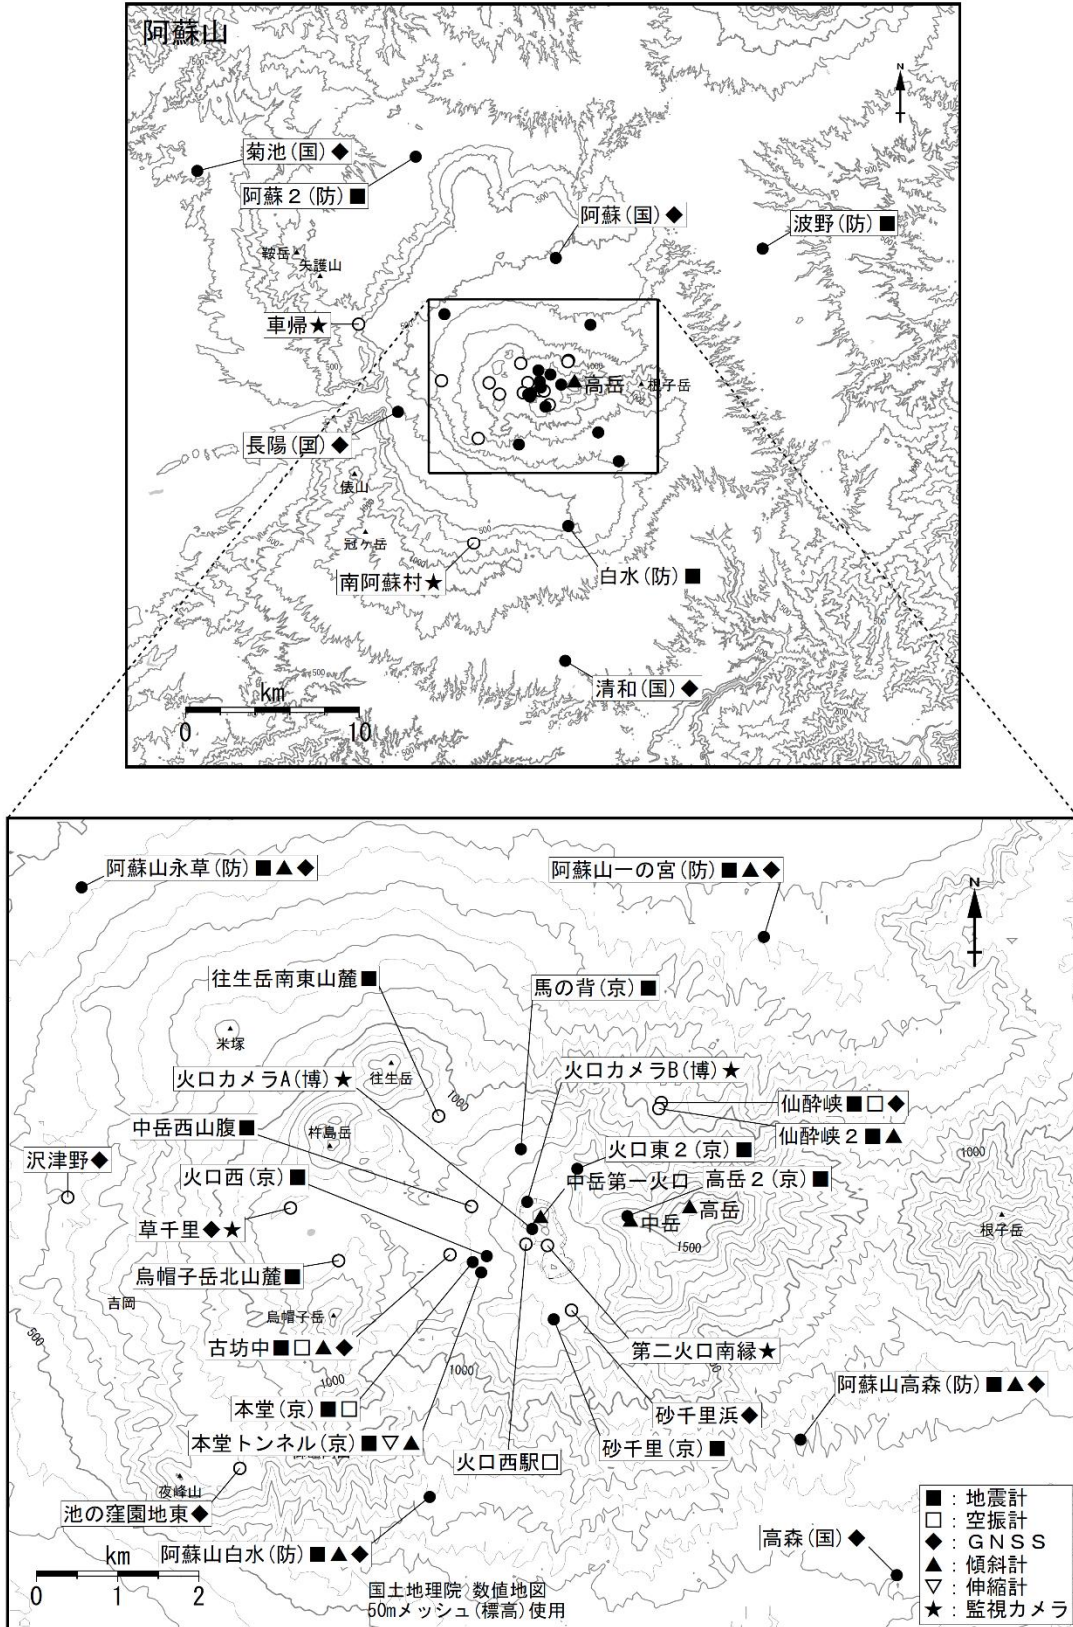 阿蘇山
N
菊池(国)◆
阿蘇2(防)■
阿蘇(国)◆
波野(防)■
鞍岳
矢護山
車帰★
高岳
根子岳
長陽(国)◆
俵山
冠ヶ岳
南阿蘇村★
白水(防)■
清和(国)◆
km
0 10
阿蘇山永草(防)■▲◆
阿蘇山一の宮(防)■▲◆
N
往生岳南東山麓■
馬の背(京)■
米塚
火口カメラA(博)★
往生岳
火口カメラB(博)★
1000
仙酔峡■□◆
中岳西山腹■
杵島岳
仙酔峡2■▲
沢津野◆
火口西(京)■
火口東2(京)■
1000
中岳第一火口
高岳2(京)■
草千里◆★
中岳
高岳
根子岳
1500
烏帽子岳北山麓■
吉岡
烏帽子岳
500
古坊中■□▲◆
第二火口南縁★
1000
1000
阿蘇山高森(防)■▲◆
本堂(京)■□
砂千里浜◆
本堂トンネル(京)■▽▲
火口西駅□
砂千里(京)■
夜峰山
池の窪園地東◆
阿蘇山白水(防)■▲◆
高森(国)◆
km
0 1 2
国土地理院 数値地図
50mメッシュ(標高)使用
■:地震計
□:空振計
◆:GNSS
▲:傾斜計
▽:伸縮計
★:監視カメラ